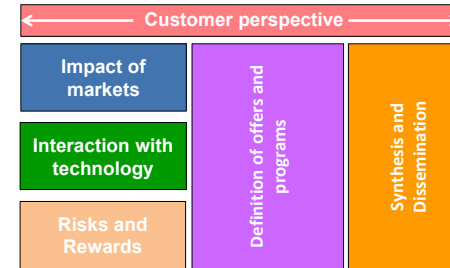 Customer perspective
Impact of
markets
Interaction with
technology
Risks and
Rewards
Definition of offers and
programs
Synthesis and
Dissemination